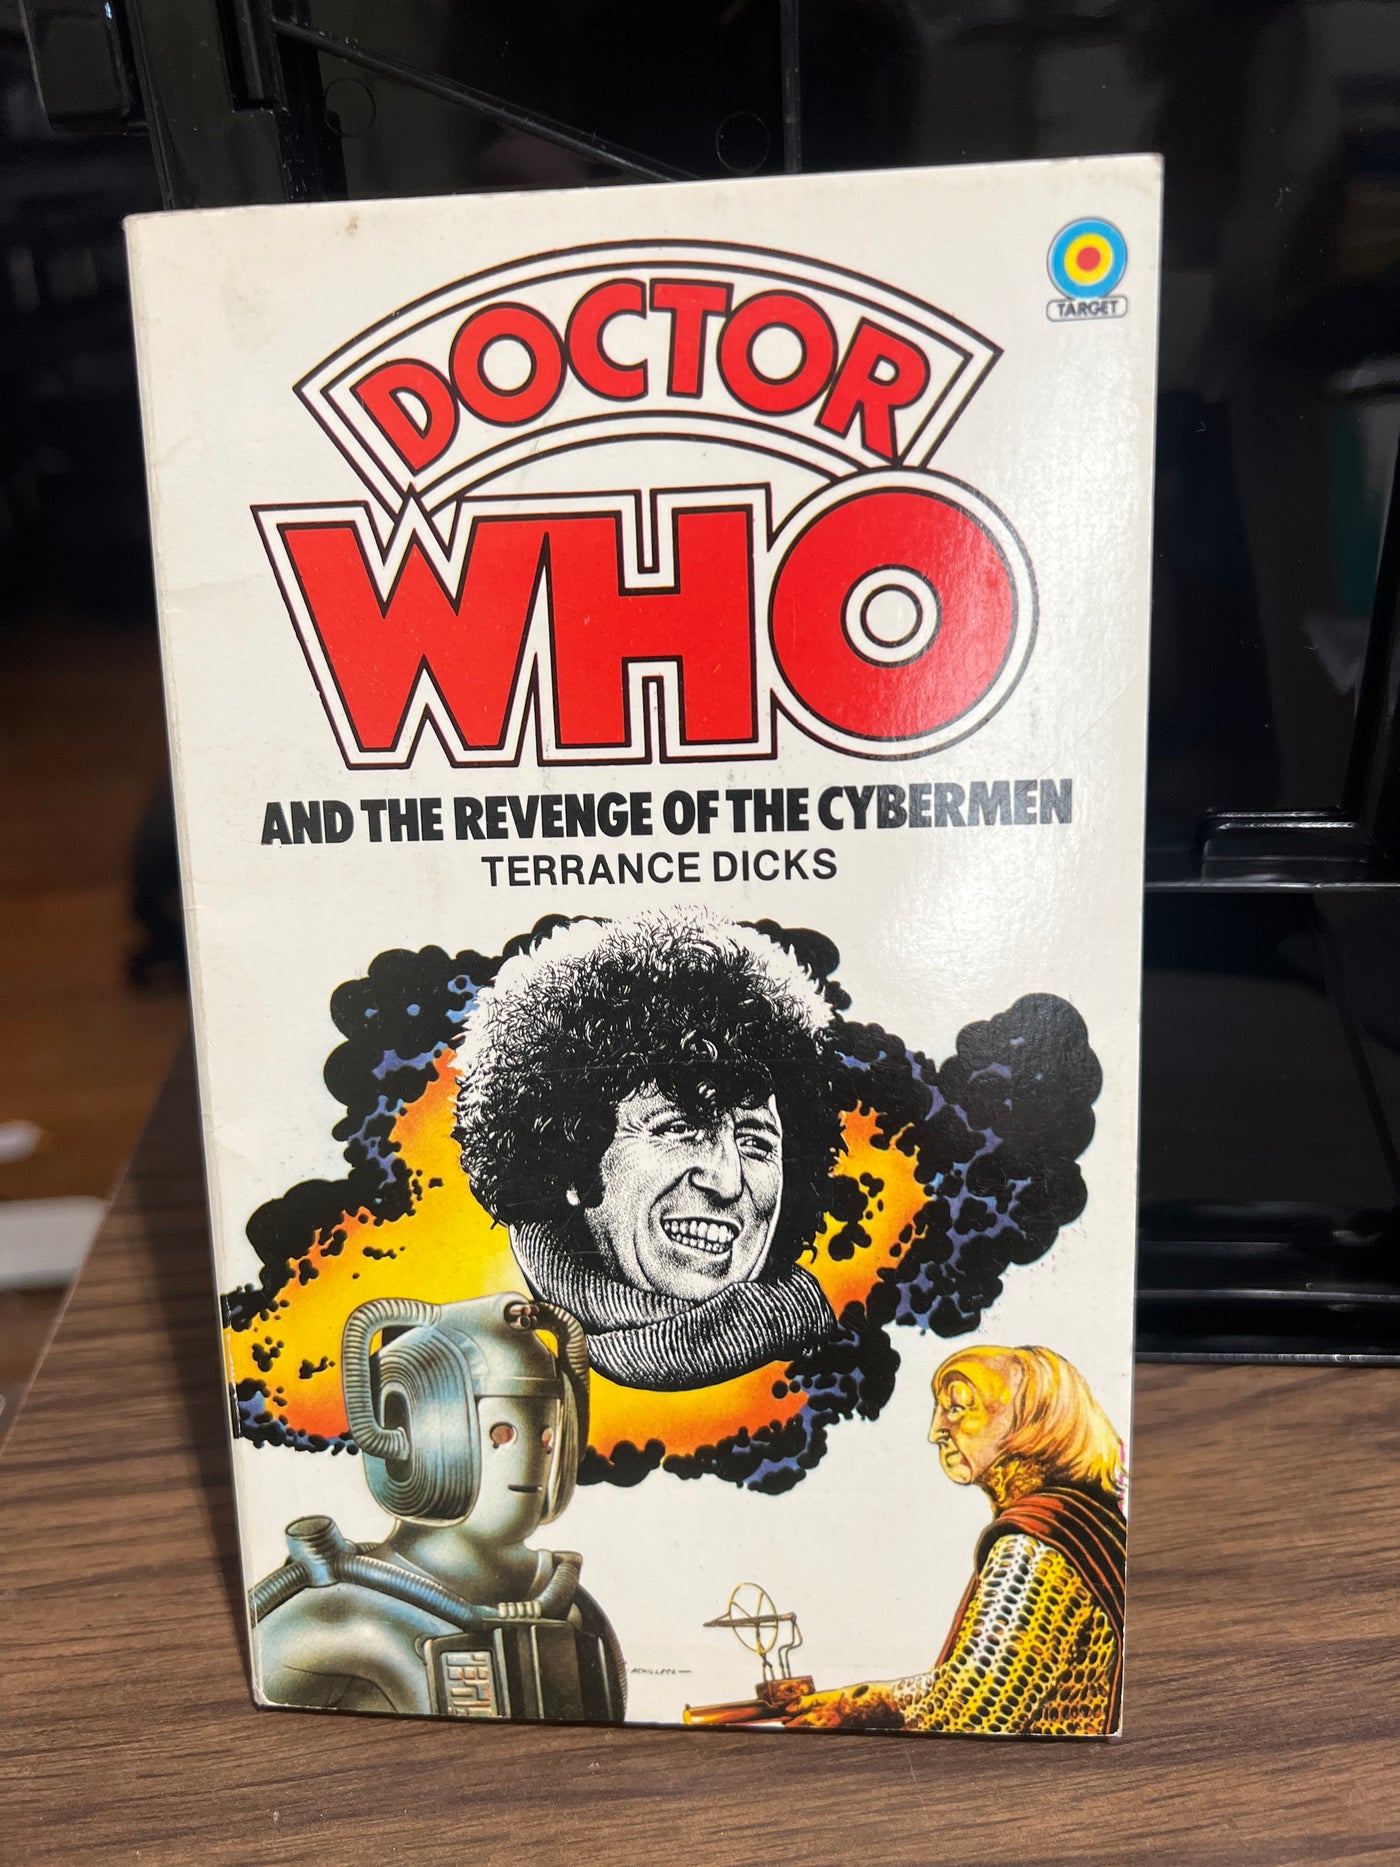 DOCTOR
WHO
TARGET
AND THE REVENGE OF THE CYBERMEN
TERRANCE DICKS
ACHILLEOS